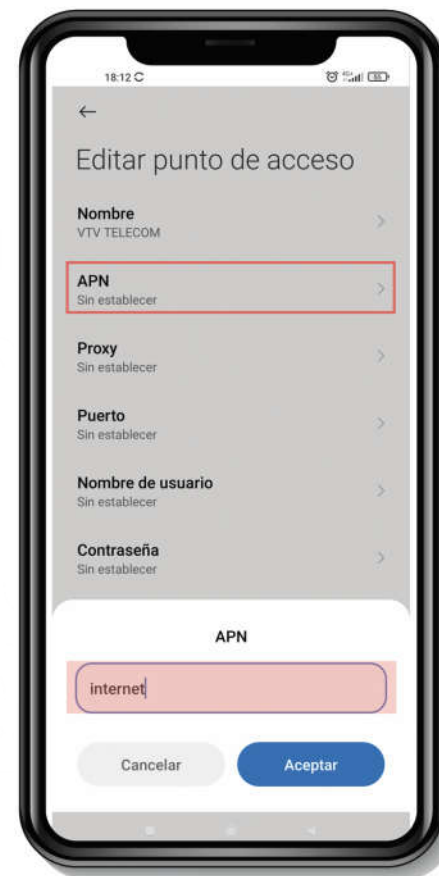 18:12
Editar punto de acceso
Nombre
VTV TELECOM
APN
Sin establecer
Proxy
Sin establecer
Puerto
Sin establecer
Nombre de usuario
Sin establecer
Contraseña
Sin establecer
APN
internet
Cancelar
Aceptar